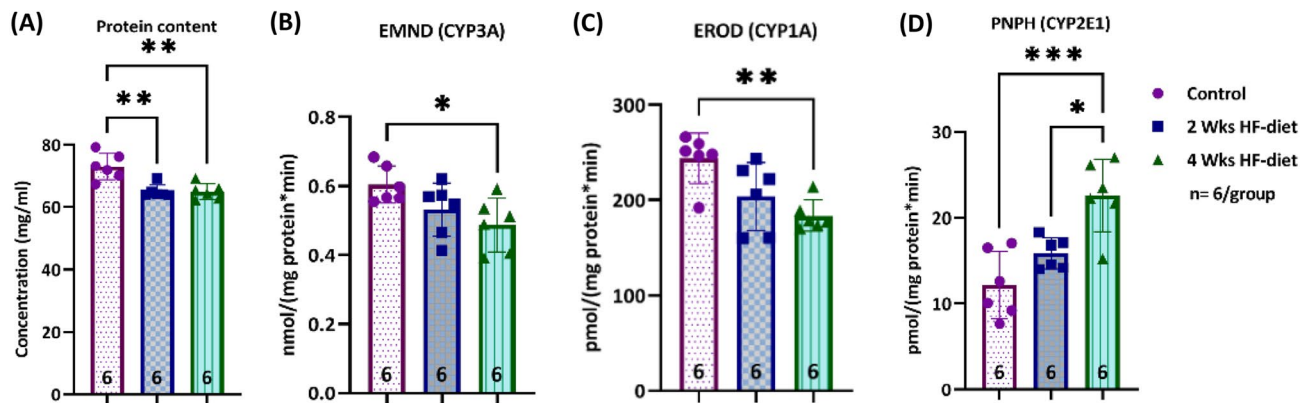 (A)
Protein content
**
**
Concentration (mg/ml)
80
60
40
20
0
6
6
6
(B)
EMND (CYP3A)
*
nmol/(mg protein*min)
0.8
0.6
0.4
0.2
0.0
6
6
6
(C)
EROD (CYP1A)
**
pmol/(mg protein*min)
300
200
100
0
6
6
6
(D)
PNPH (CYP2E1)
***
*
pmol/(mg protein*min)
30
20
10
0
6
6
6
Control
2 Wks HF-diet
4 Wks HF-diet
n= 6/group